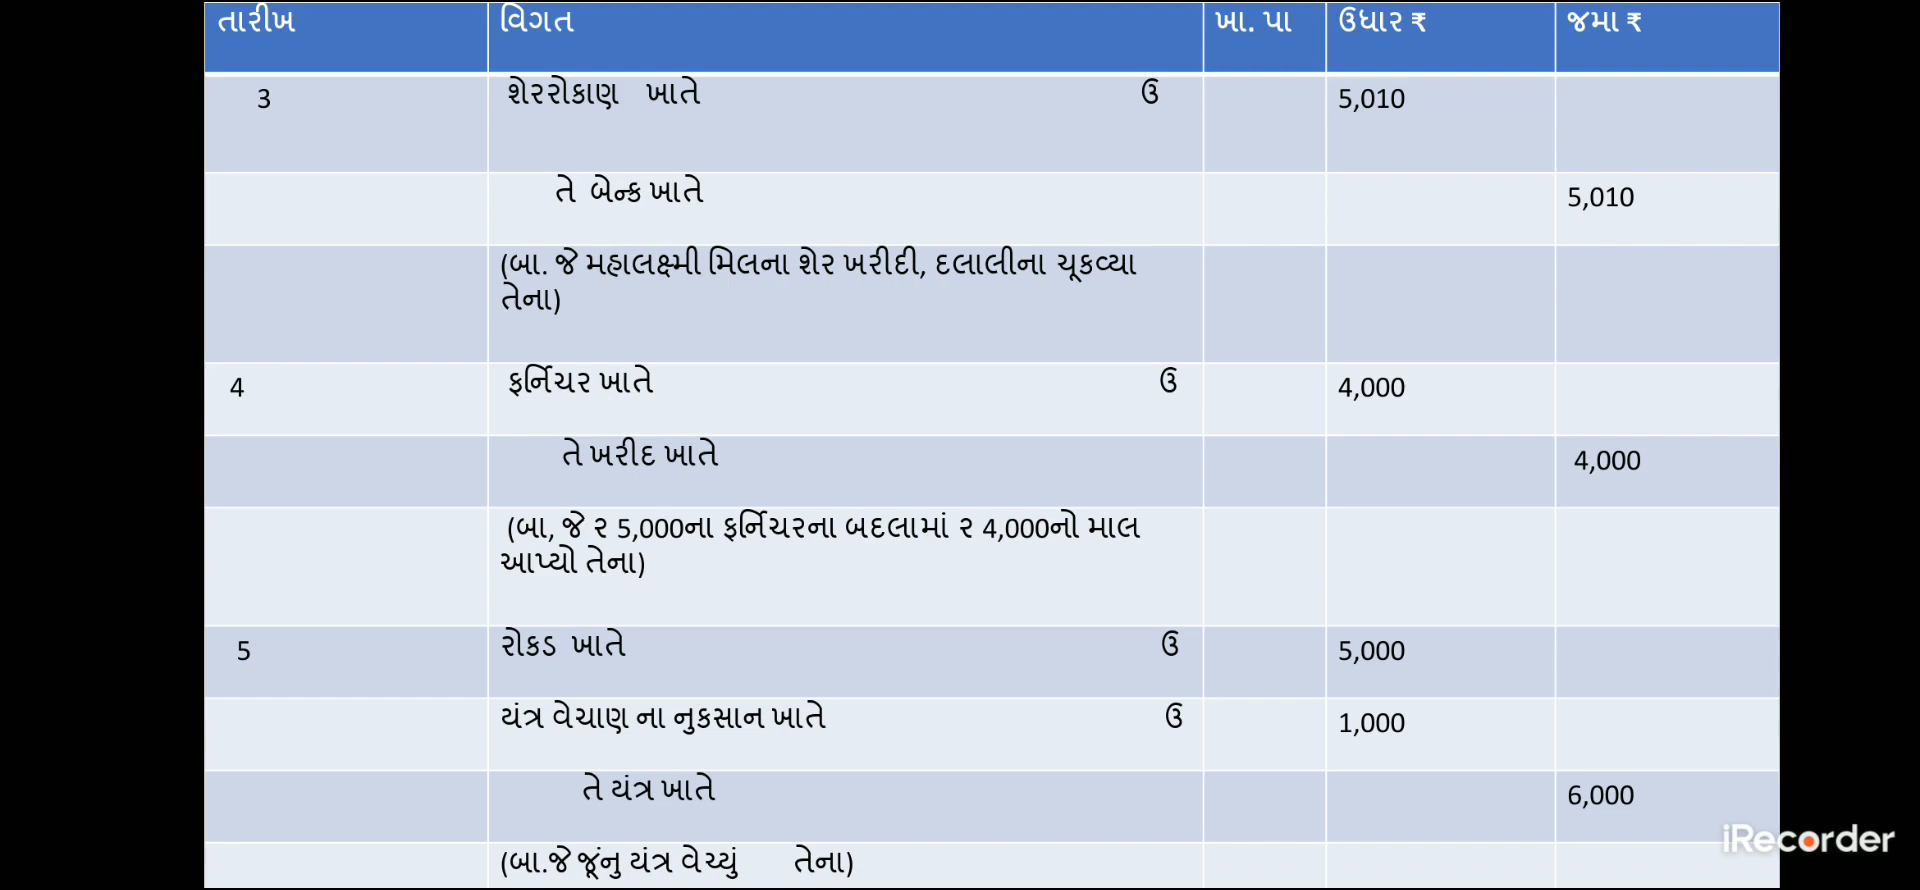 તારીખ વિગત ખા. પા ઉધાર ₹ જમા ₹
3 શેરરોકાણ ખાતે ઉ 5,010
તે બેન્ક ખાતે 5,010
(બા. જે મહાલક્ષ્મી મિલના શેર ખરીદી, દલાલીના ચૂકવ્યા
તેના)
4 ફર્નિચર ખાતે ઉ 4,000
તે ખરીદ ખાતે 4,000
(બા, જે ૨ 5,000ના ફર્નિચરના બદલામાં ૨ 4,000નો માલ
આપ્યો તેના)
5 રોકડ ખાતે ઉ 5,000
યંત્ર વેચાણ ના નુકસાન ખાતે ઉ 1,000
તે યંત્ર ખાતે 6,000
(બા.જે જૂંનુ યંત્ર વેચ્યું તેના)
iRecorder